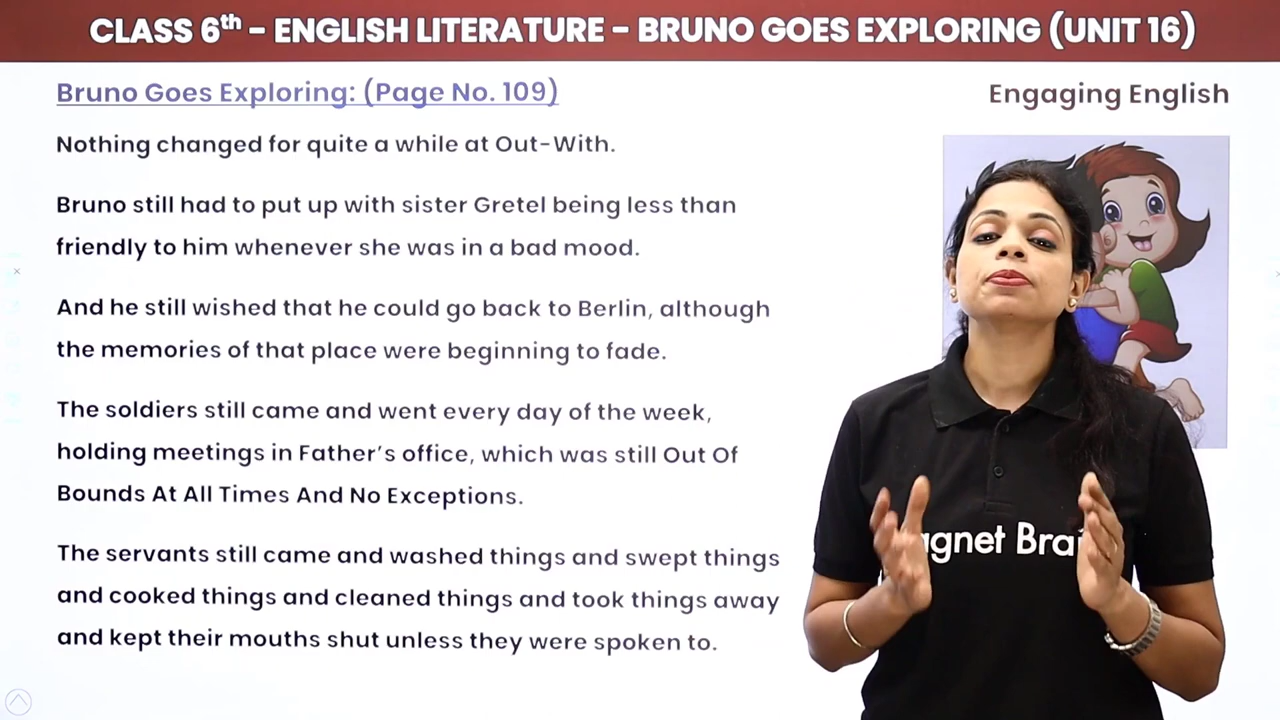 CLASS 6th – ENGLISH LITERATURE – BRUNO GOES EXPLORING (UNIT 16)
Bruno Goes Exploring: (Page No. 109)
Engaging English
Nothing changed for quite a while at Out-With.
Bruno still had to put up with sister Gretel being less than
friendly to him whenever she was in a bad mood.
And he still wished that he could go back to Berlin, although
the memories of that place were beginning to fade.
The soldiers still came and went every day of the week,
holding meetings in Father's office, which was still Out Of
Bounds At All Times And No Exceptions.
The servants still came and washed things and swept things
and cooked things and cleaned things and took things away
and kept their mouths shut unless they were spoken to.
agnet Brai